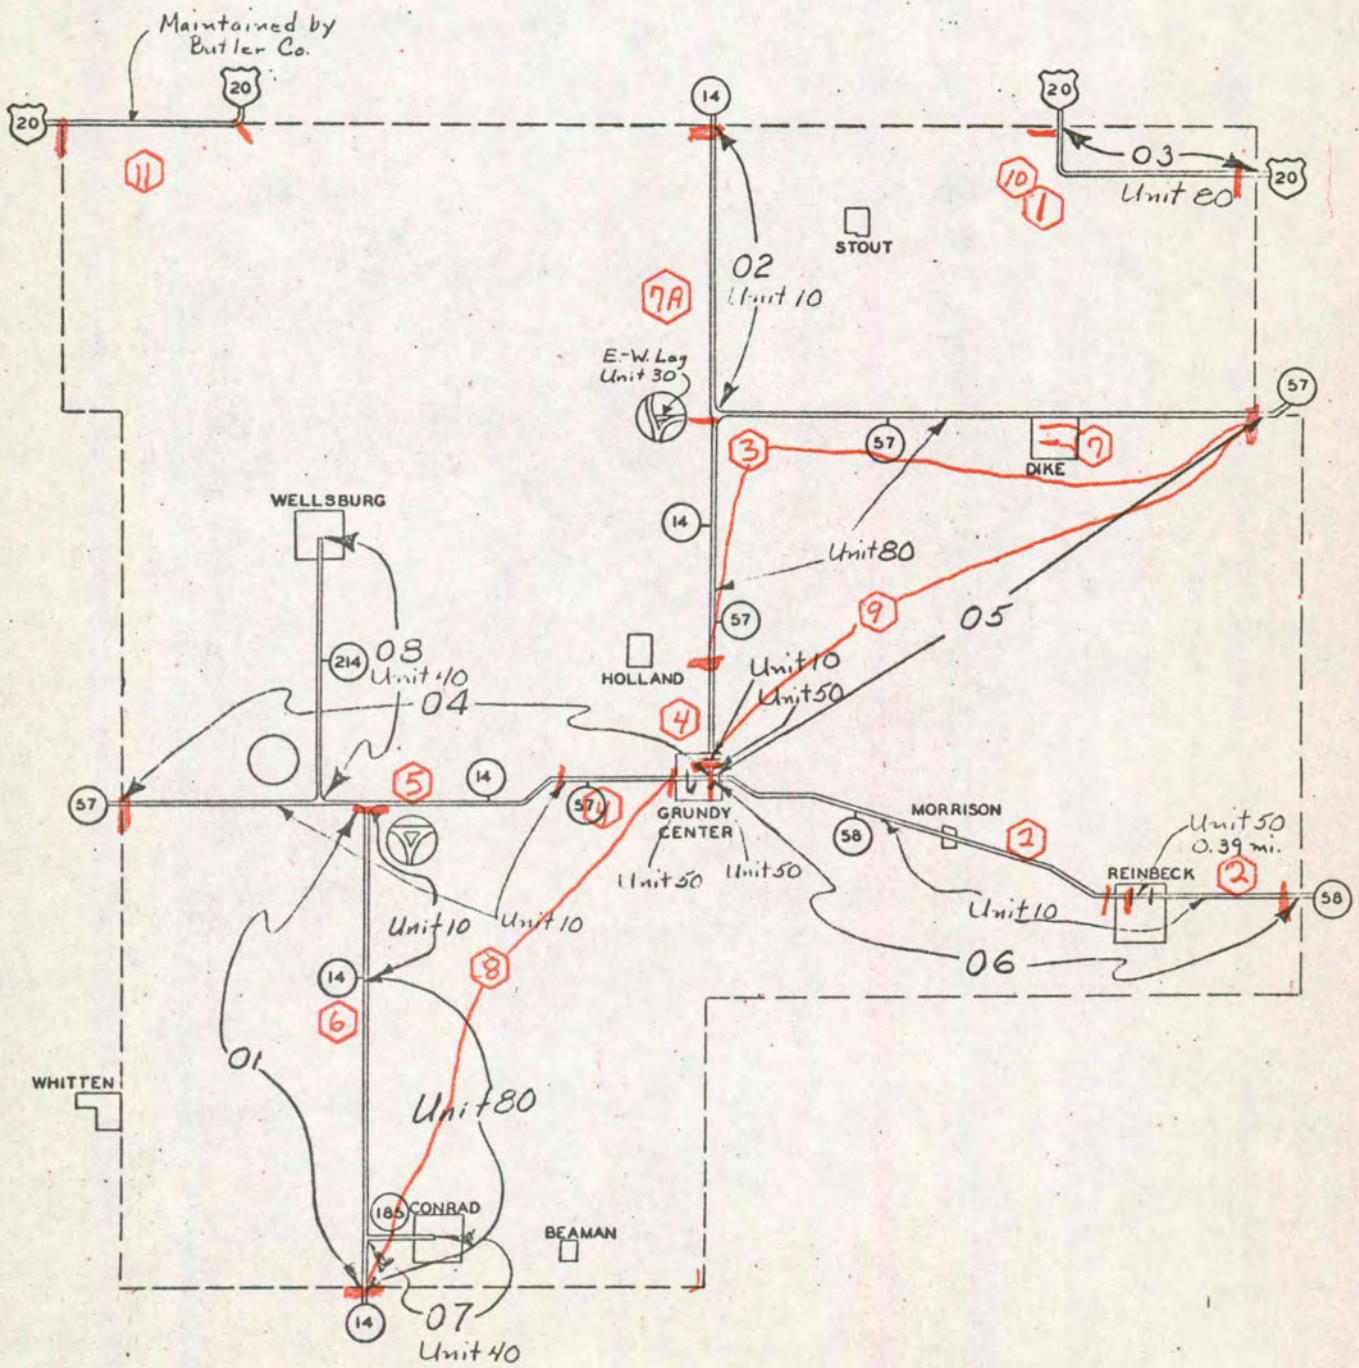 Maintained by
Butler Co.
20
20
14
20
11
10
1
03
20
Unit 80
STOUT
02
Unit 10
7A
E.-W. Lag
Unit 30
57
3
57
7
DIKE
WELLSBURG
14
Unit 80
9
05
57
214
08
Unit 40
04
HOLLAND
Unit 10
Unit 50
4
5
14
57
57
4
GRUNDY
CENTER
58
MORRISON
2
Unit 50
0.39 mi.
REINBECK
2
58
Unit 50
Unit 50
Unit 10
Unit 10
Unit 10
06
14
8
6
01
WHITTEN
Unit 80
185
CONRAD
BEAMAN
14
07
Unit 40